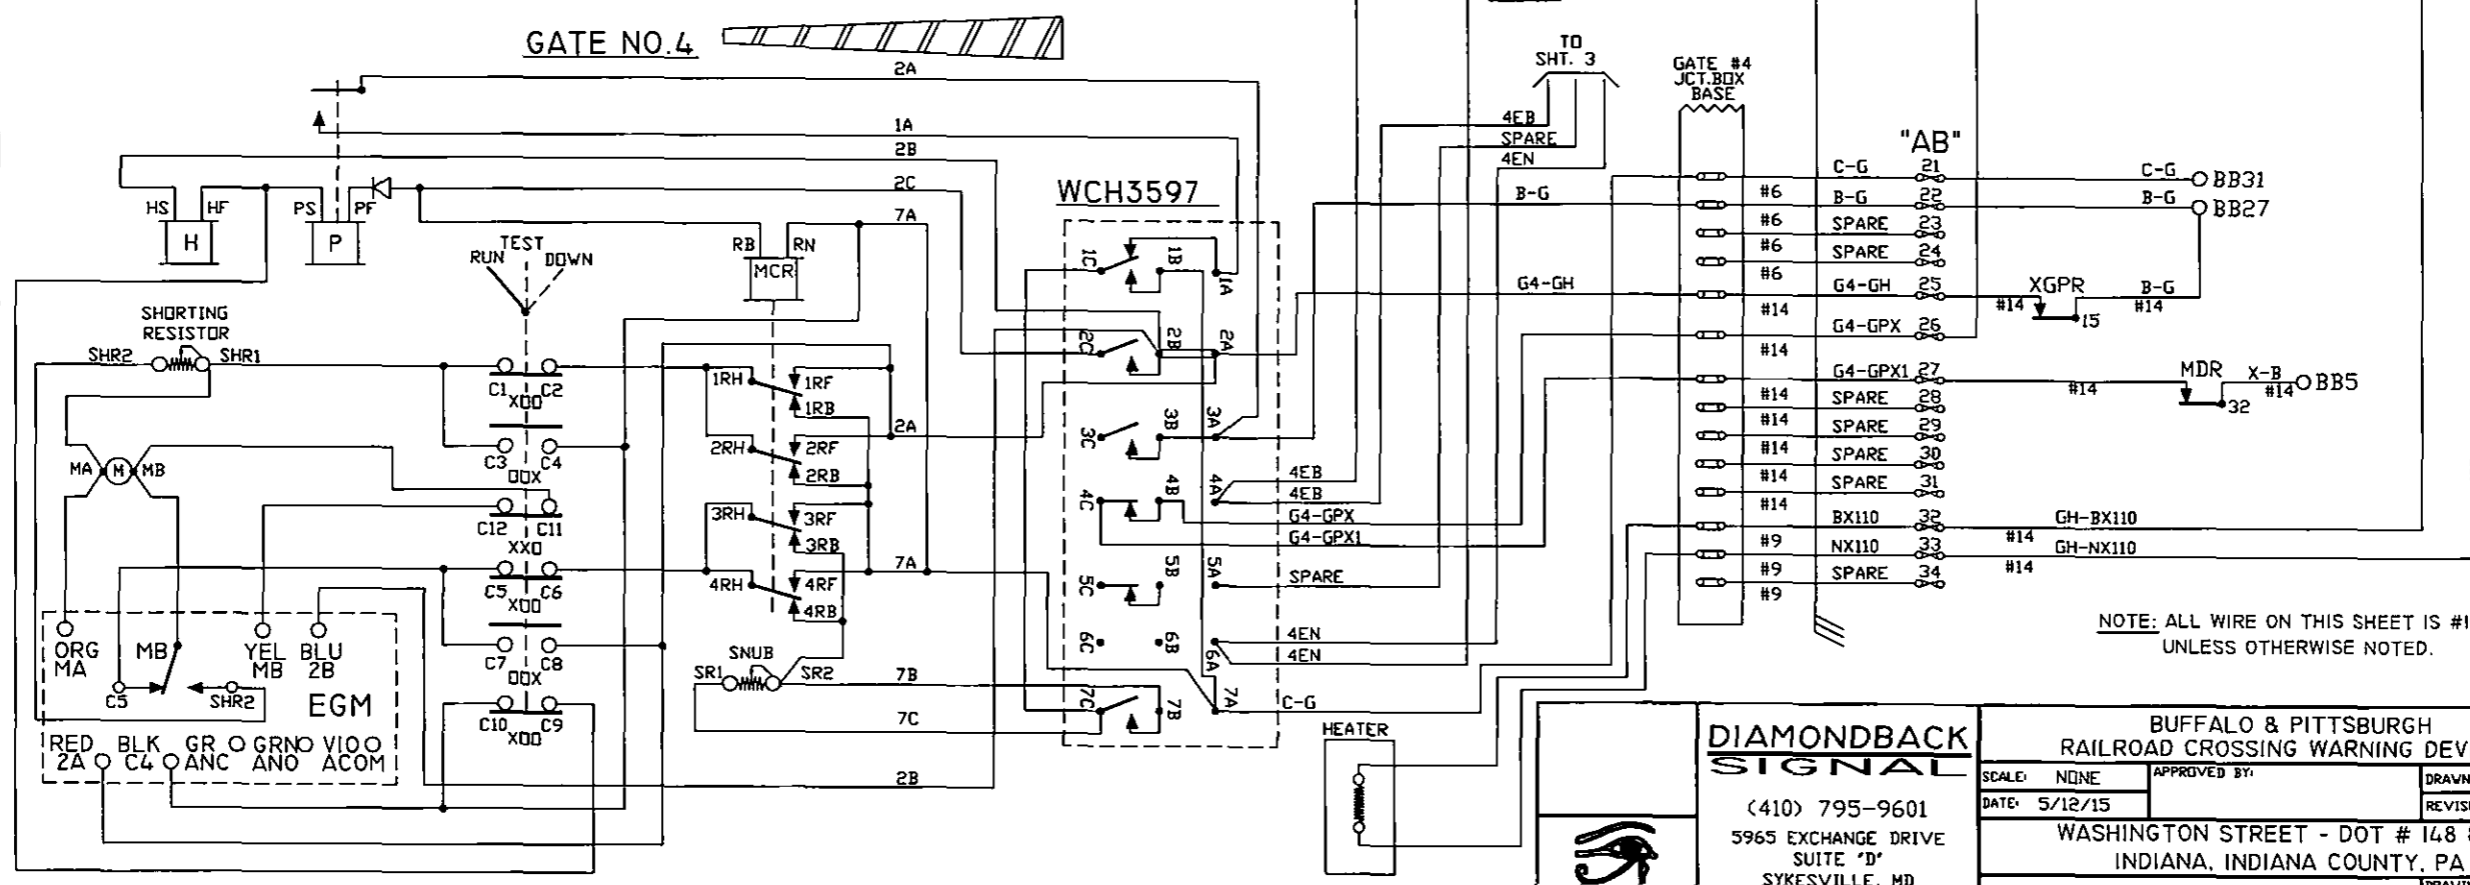 GATE NO.4
2A
1A
2B
2C
7A
HS HF
H
PS PF
P
RUN TEST DOWN
RB RN
MCR
SHORTING
RESISTOR
SHR2 SHR1
MA M MB
C1 C2
XOO
C3 C4
OOX
C12 C11
XXO
C5 C6
XOO
C7 C8
OOX
C10 C9
XOO
1RH 1RF
1RB
2RH 2RF
2RB
3RH 3RF
3RB
4RH 4RF
4RB
2A
7A
SNUB
SR1 SR2
7B
7C
2B
ORG
MA
MB
YEL
MB
BLU
2B
C5
SHR2
EGM
RED
2A
BLK
C4
GR
ANC
GRN
ANO
VIO
ACOM
WCH3597
1C 1B 1A
2C 2B 2A
3C 3B 3A
4C 4B 4A
5C 5B 5A
6C 6B 6A
7C 7B 7A
TO
SHT. 3
4EB
SPARE
4EN
B-G
G4-GH
4EB
4EB
G4-GPX
G4-GPX1
SPARE
4EN
4EN
C-G
HEATER
GATE #4
JCT.BOX
BASE
"AB"
#6 C-G 21 C-G BB31
#6 B-G 22 B-G BB27
#6 SPARE 23
#6 SPARE 24
#14 G4-GH 25 #14 XGPR 15 B-G #14
#14 G4-GPX 26
#14 G4-GPX1 27 #14 MDR 32 X-B #14 BB5
#14 SPARE 28
#14 SPARE 29
#14 SPARE 30
#14 SPARE 31
#9 BX110 32 #14 GH-BX110
#9 NX110 33 #14 GH-NX110
#9 SPARE 34
NOTE: ALL WIRE ON THIS SHEET IS #1
UNLESS OTHERWISE NOTED.
DIAMONDBACK
SIGNAL
(410) 795-9601
5965 EXCHANGE DRIVE
SUITE 'D'
SYKESVILLE, MD
BUFFALO & PITTSBURGH
RAILROAD CROSSING WARNING DEV
SCALE: NONE
APPROVED BY:
DRAWN
DATE: 5/12/15
REVIS
WASHINGTON STREET - DOT # 148
INDIANA, INDIANA COUNTY, PA